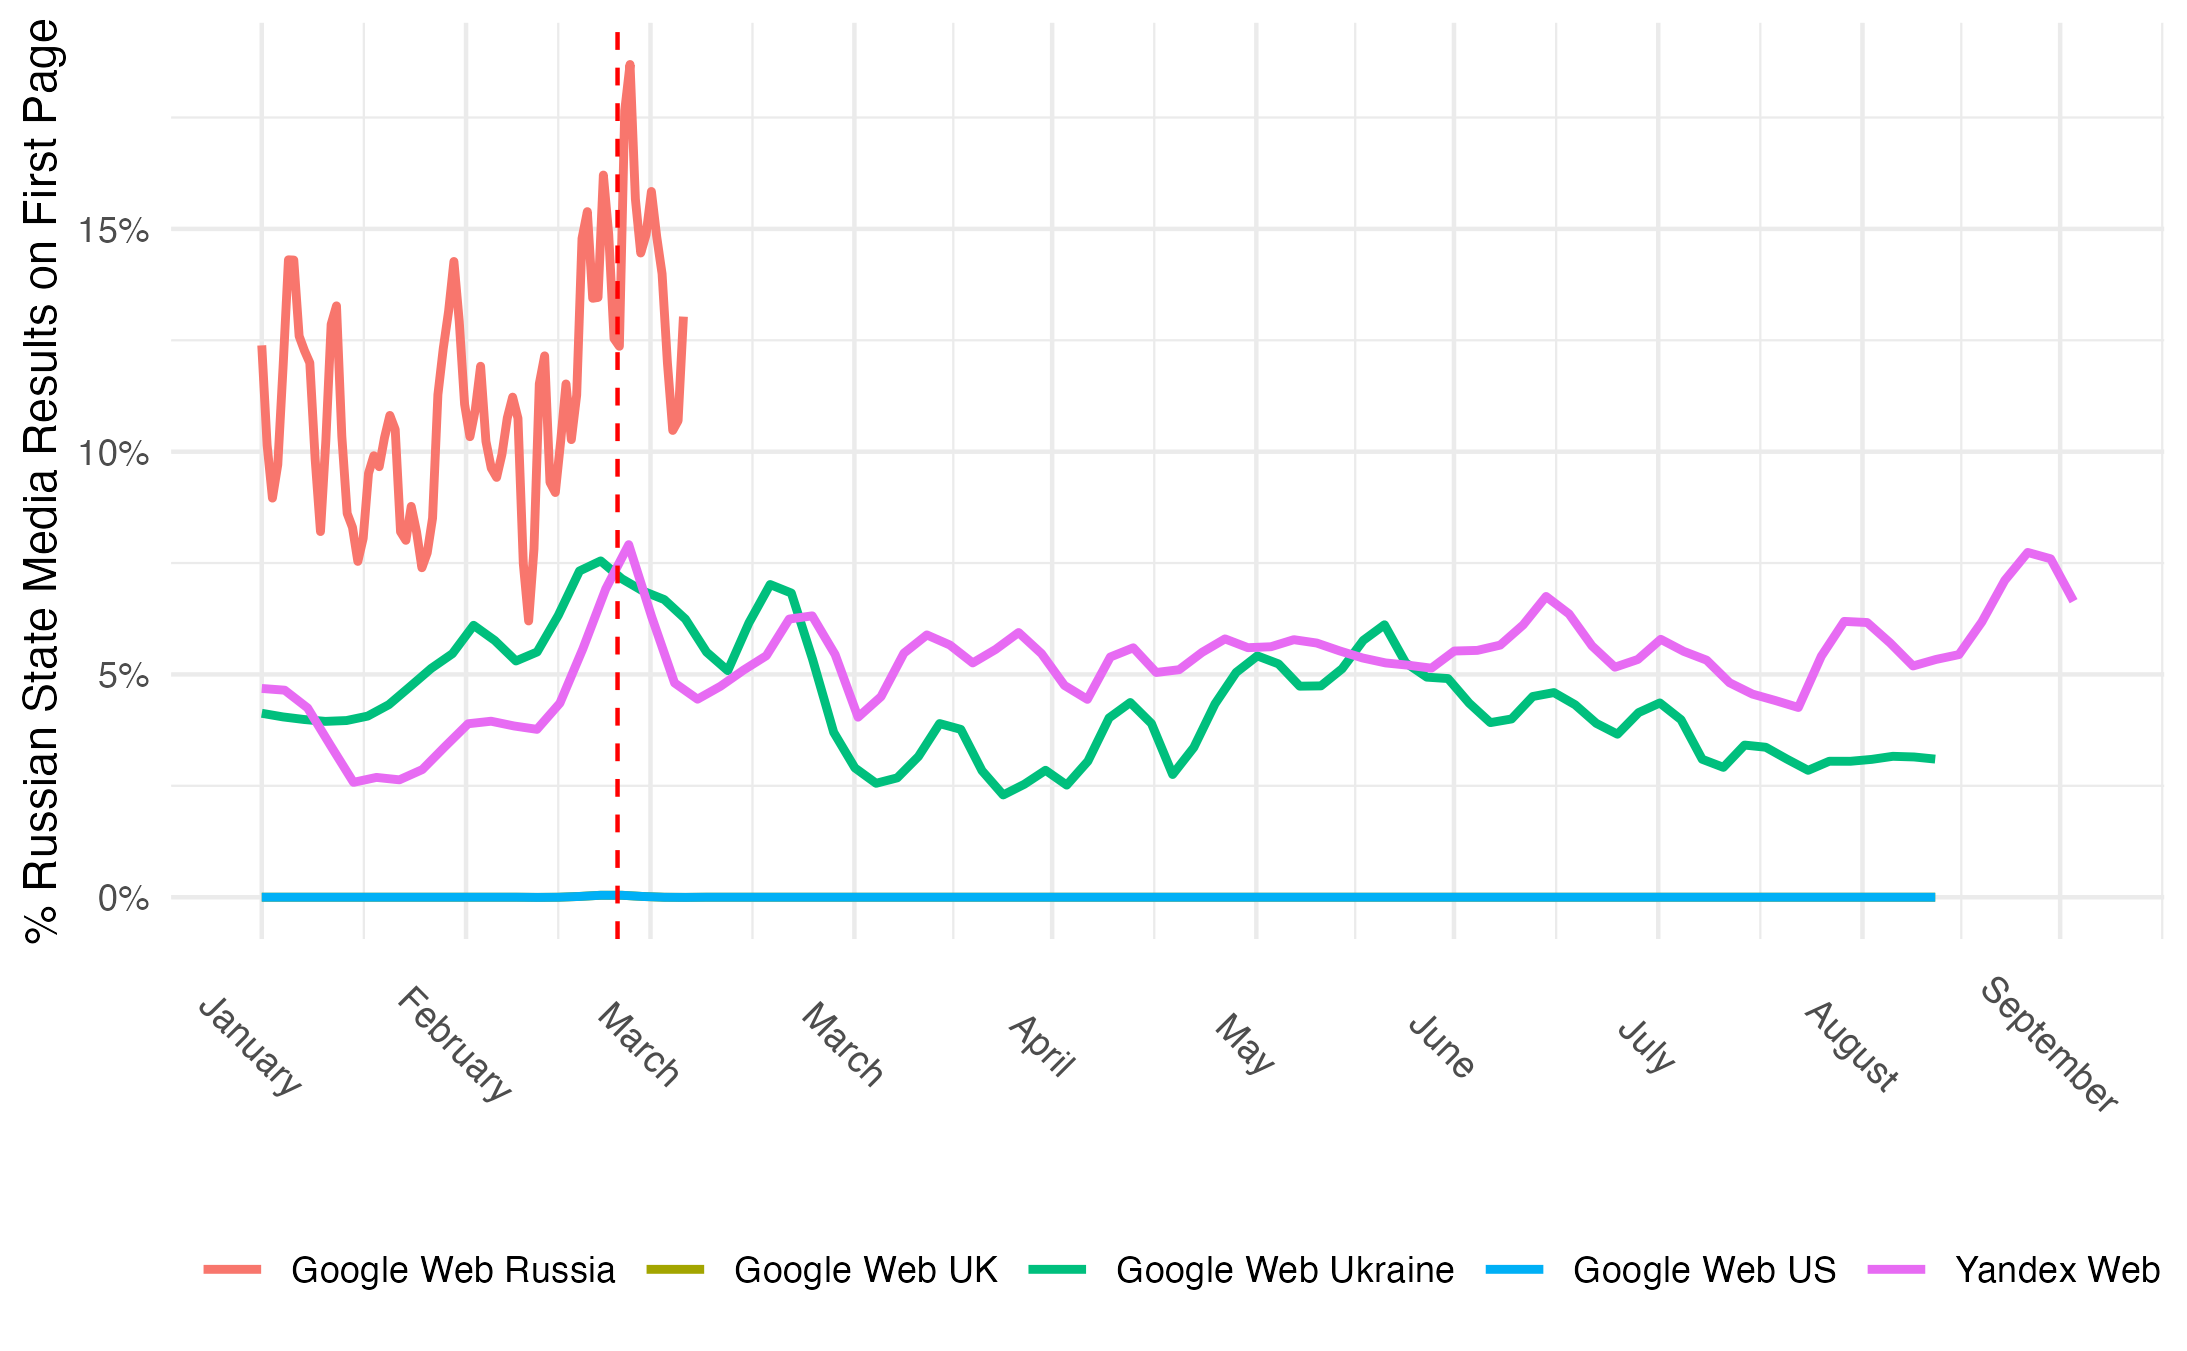 % Russian State Media Results on First Page
15%
10%
5%
0%
January
February
March
March
April
May
June
July
August
September
Google Web Russia
Google Web UK
Google Web Ukraine
Google Web US
Yandex Web